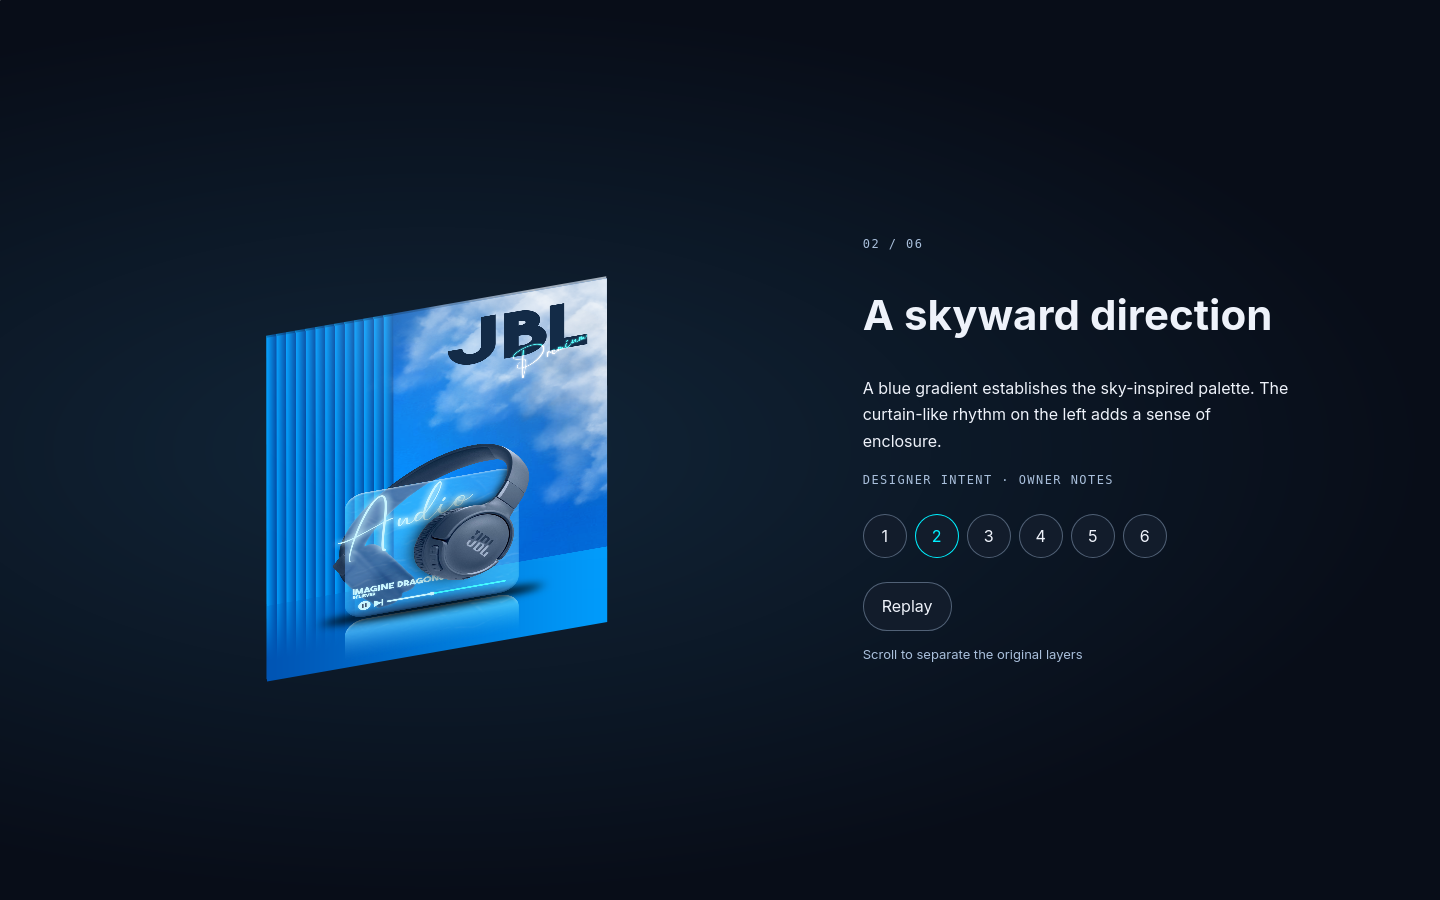 JBL
Premium
Audio
JBL
IMAGINE DRAGONS
BELIEVER
02 / 06
A skyward direction
A blue gradient establishes the sky-inspired palette. The
curtain-like rhythm on the left adds a sense of
enclosure.
DESIGNER INTENT · OWNER NOTES
1 2 3 4 5 6
Replay
Scroll to separate the original layers